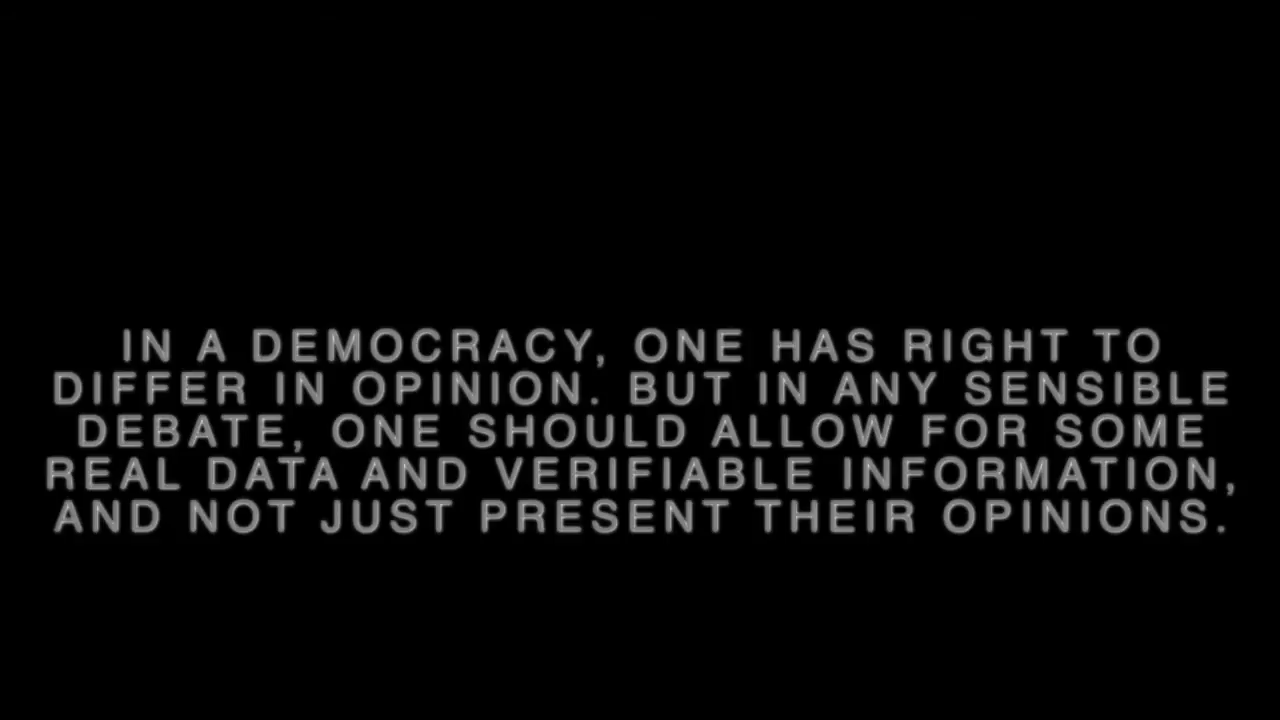 IN A DEMOCRACY, ONE HAS RIGHT TO
DIFFER IN OPINION. BUT IN ANY SENSIBLE
DEBATE, ONE SHOULD ALLOW FOR SOME
REAL DATA AND VERIFIABLE INFORMATION,
AND NOT JUST PRESENT THEIR OPINIONS.